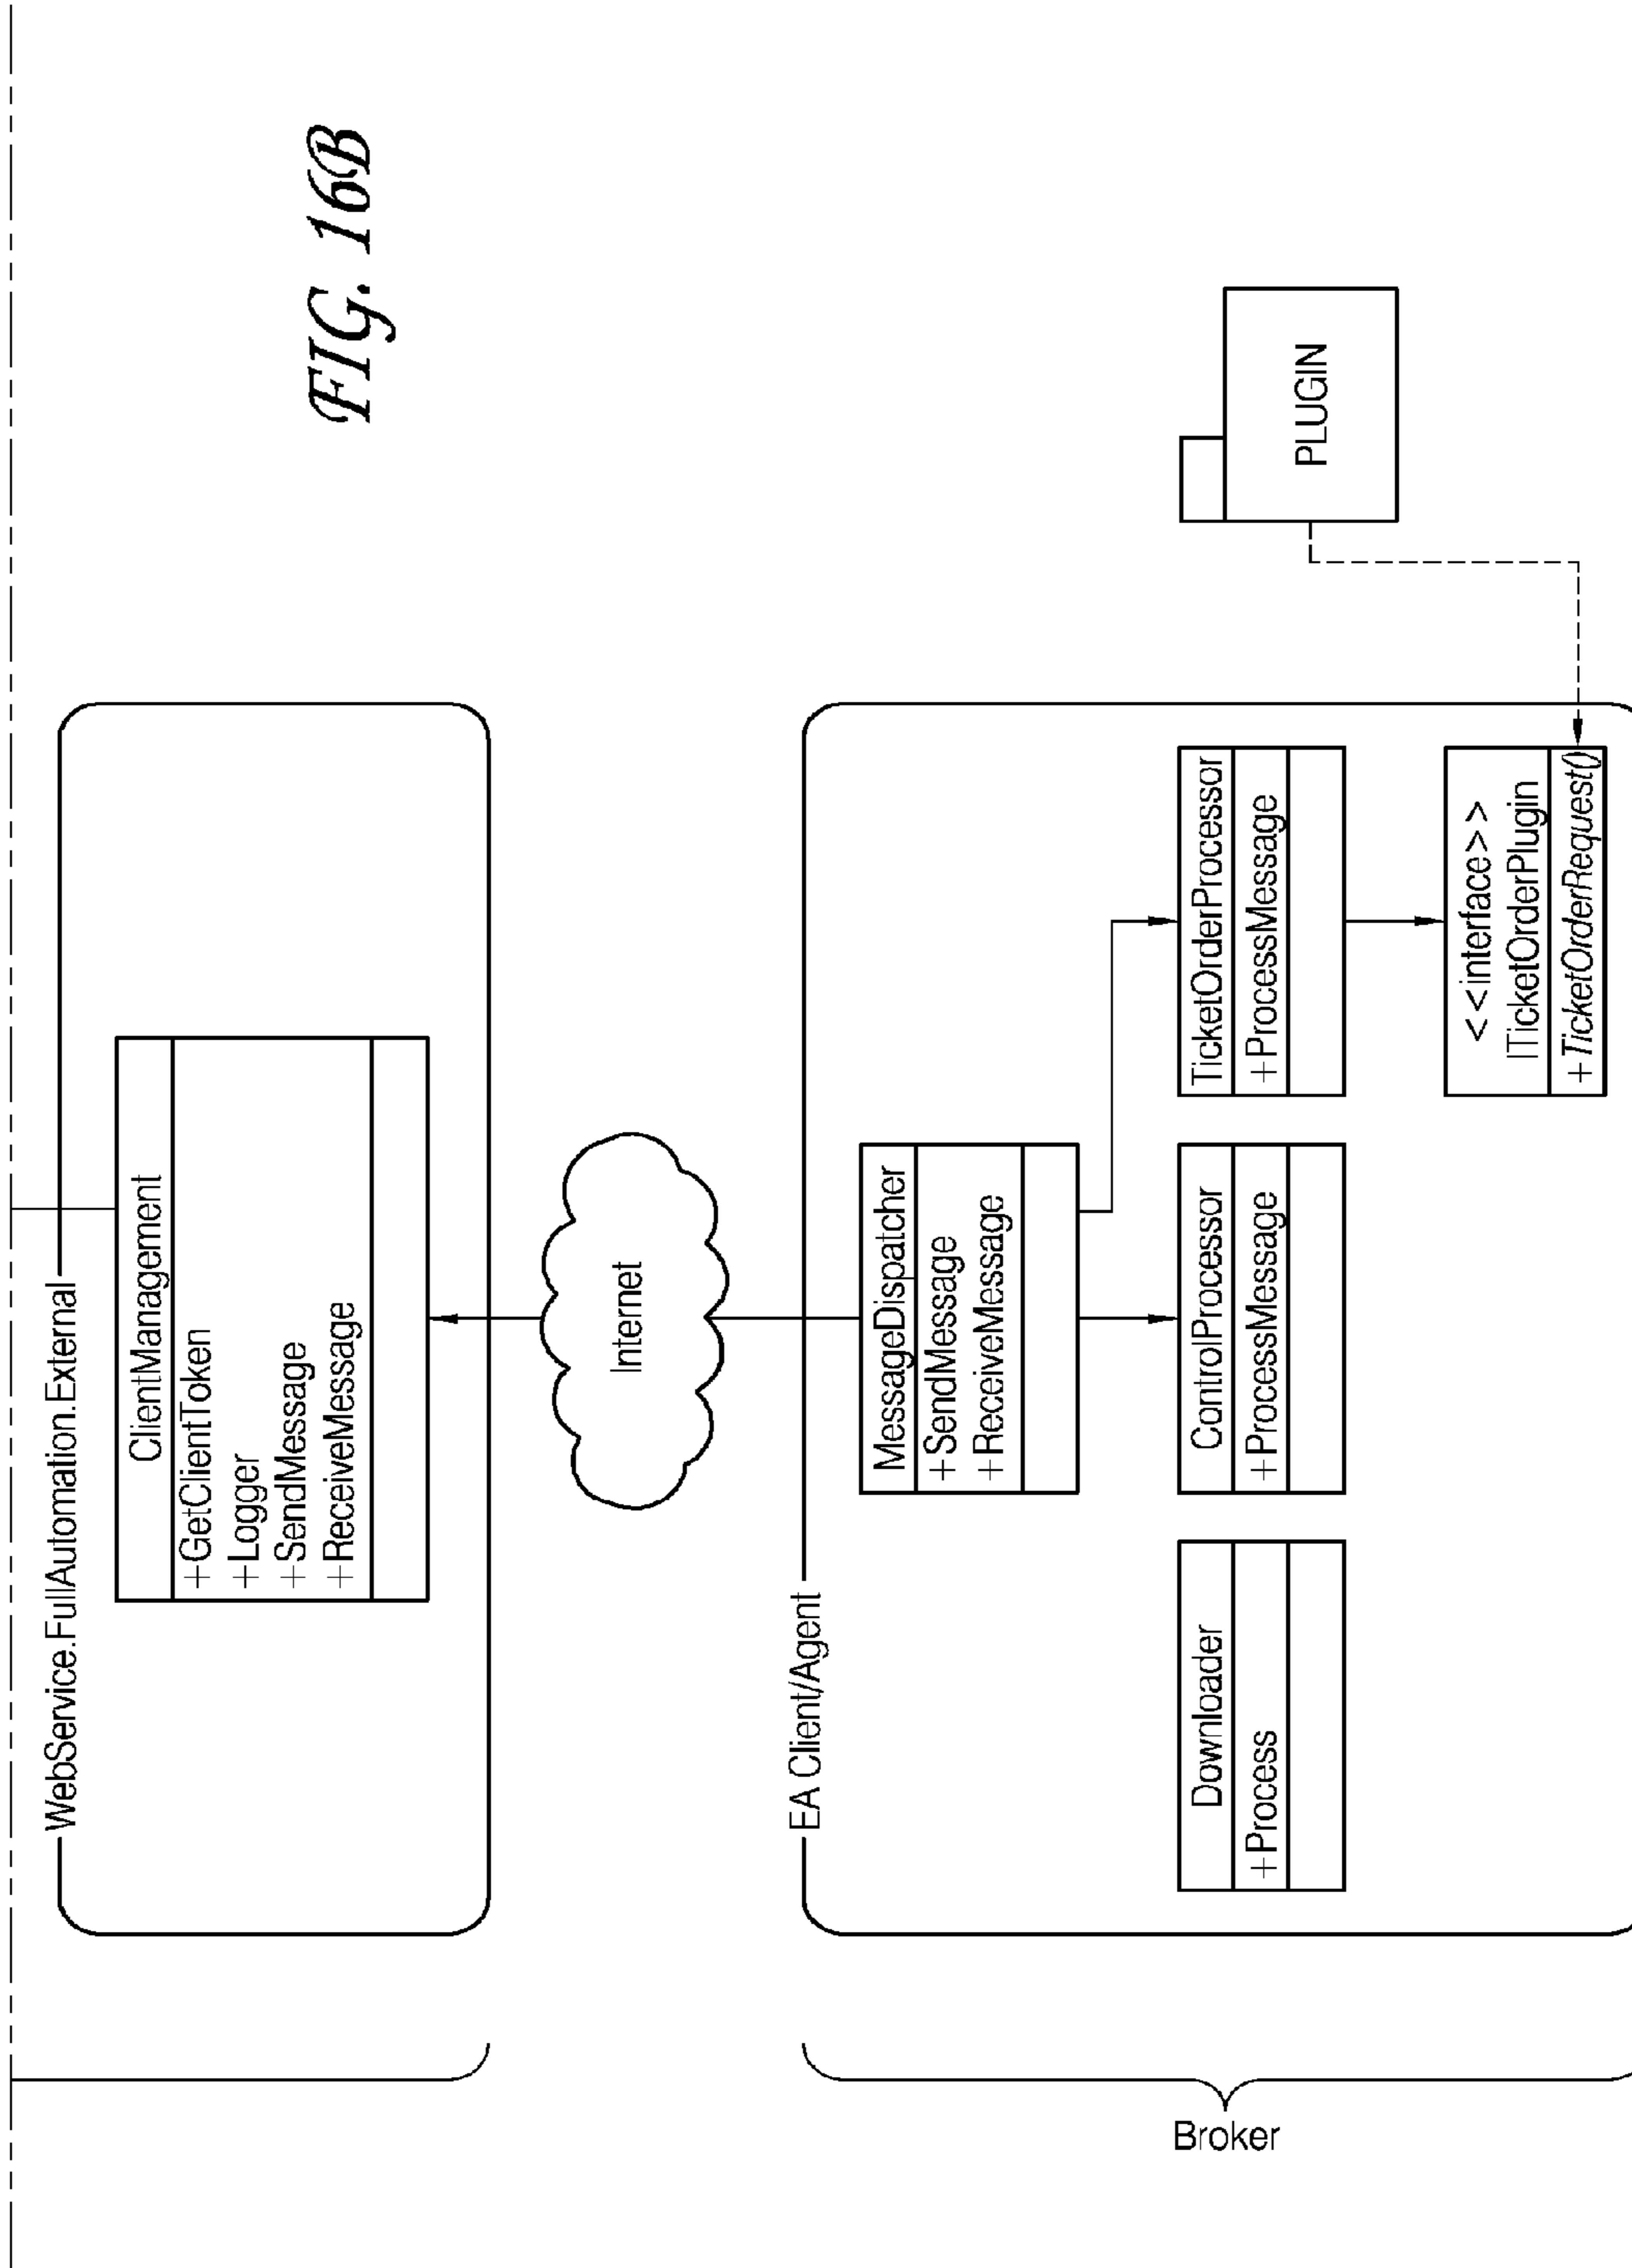 WebService.FullAutomation.External
ClientManagement
+GetClientToken
+Logger
+SendMessage
+ReceiveMessage
FIG. 16B
Internet
EA Client/Agent
MessageDispatcher
+SendMessage
+ReceiveMessage
Broker
Downloader
+Process
ControlProcessor
+ProcessMessage
TicketOrderProcessor
+ProcessMessage
PLUGIN
<<interface>>
ITicketOrderPlugin
+TicketOrderRequest()